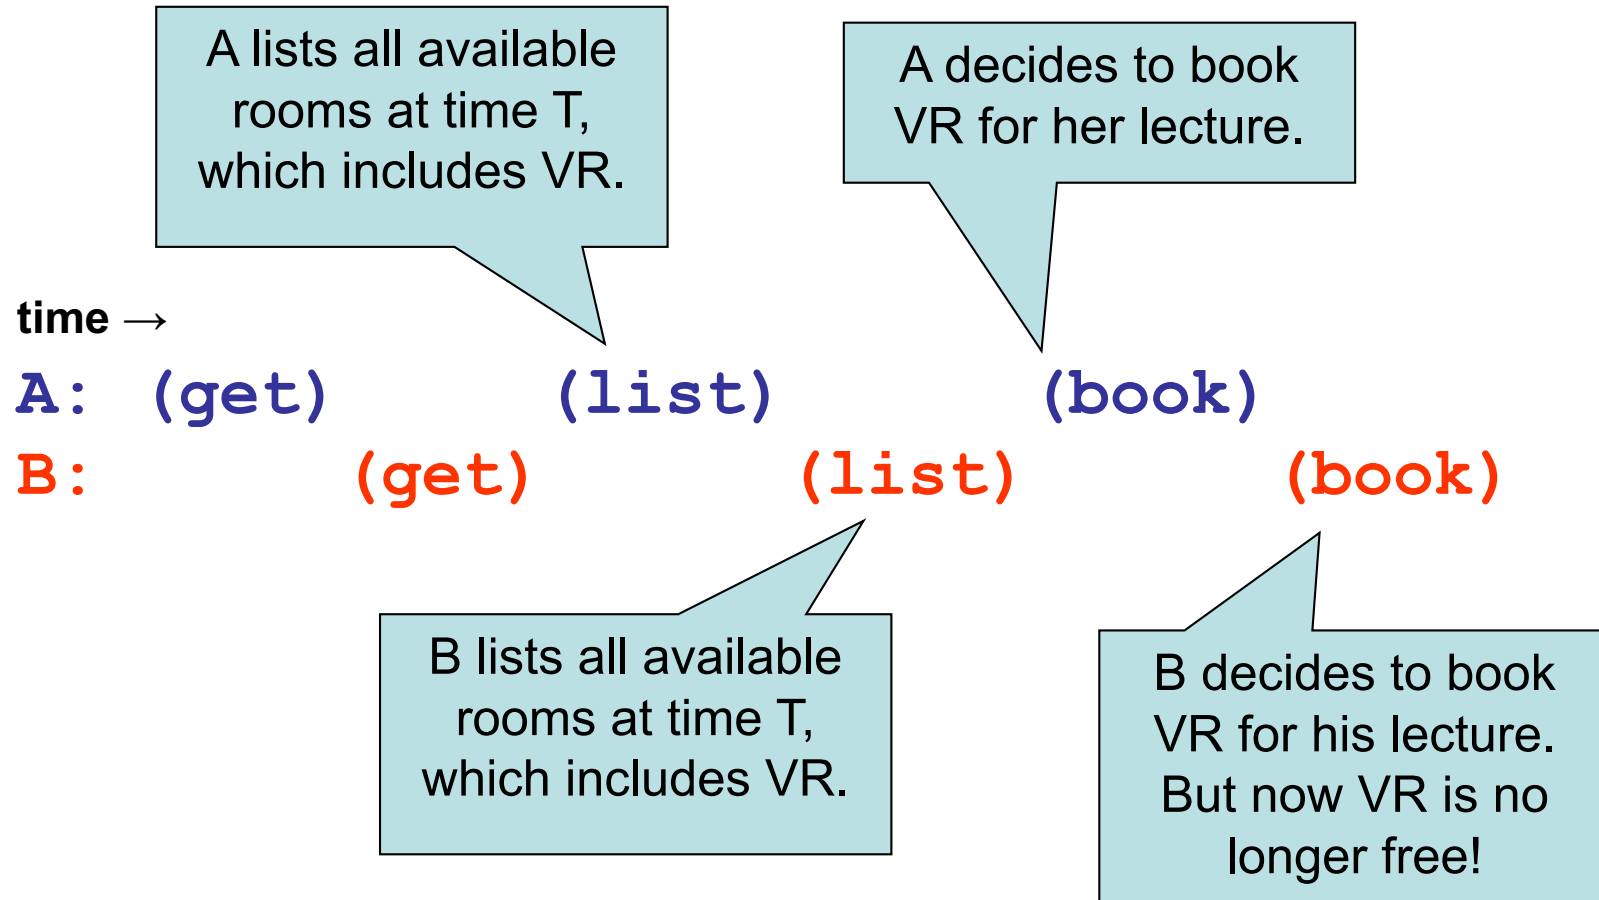 A lists all available
rooms at time T,
which includes VR.
A decides to book
VR for her lecture.
time →
A: (get) (list) (book)
B: (get) (list) (book)
B lists all available
rooms at time T,
which includes VR.
B decides to book
VR for his lecture.
But now VR is no
longer free!